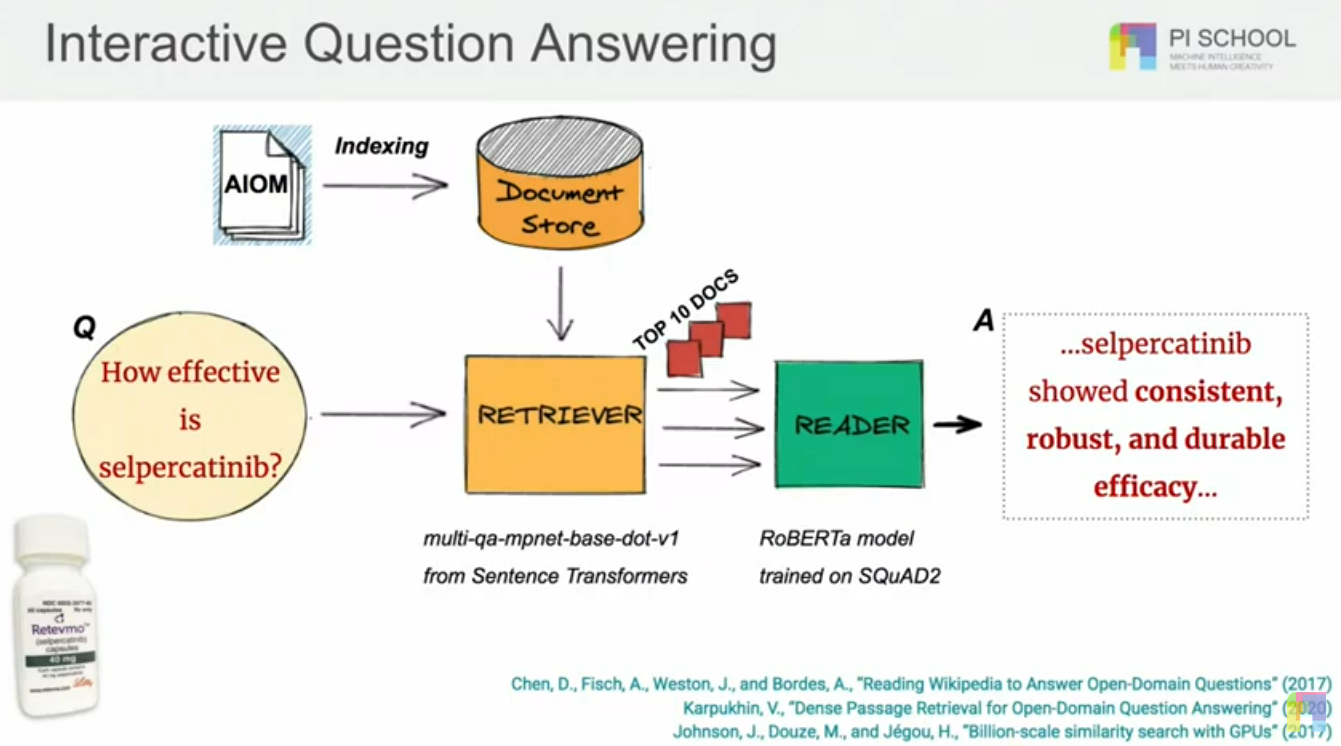 Interactive Question Answering
PI SCHOOL
MACHINE INTELLIGENCE
MEETS HUMAN CREATIVITY
AIOM
Indexing
Document
Store
TOP 10 DOCS
Q
How effective
is
selpercatinib?
RETRIEVER
READER
A
...selpercatinib
showed consistent,
robust, and durable
efficacy...
multi-qa-mpnet-base-dot-v1
from Sentence Transformers
RoBERTa model
trained on SQuAD2
Retevmo™
(selpercatinib)
capsules
40 mg
Chen, D., Fisch, A., Weston, J., and Bordes, A., “Reading Wikipedia to Answer Open-Domain Questions” (2017)
Karpukhin, V., “Dense Passage Retrieval for Open-Domain Question Answering” (2020)
Johnson, J., Douze, M., and Jégou, H., “Billion-scale similarity search with GPUs” (2017)